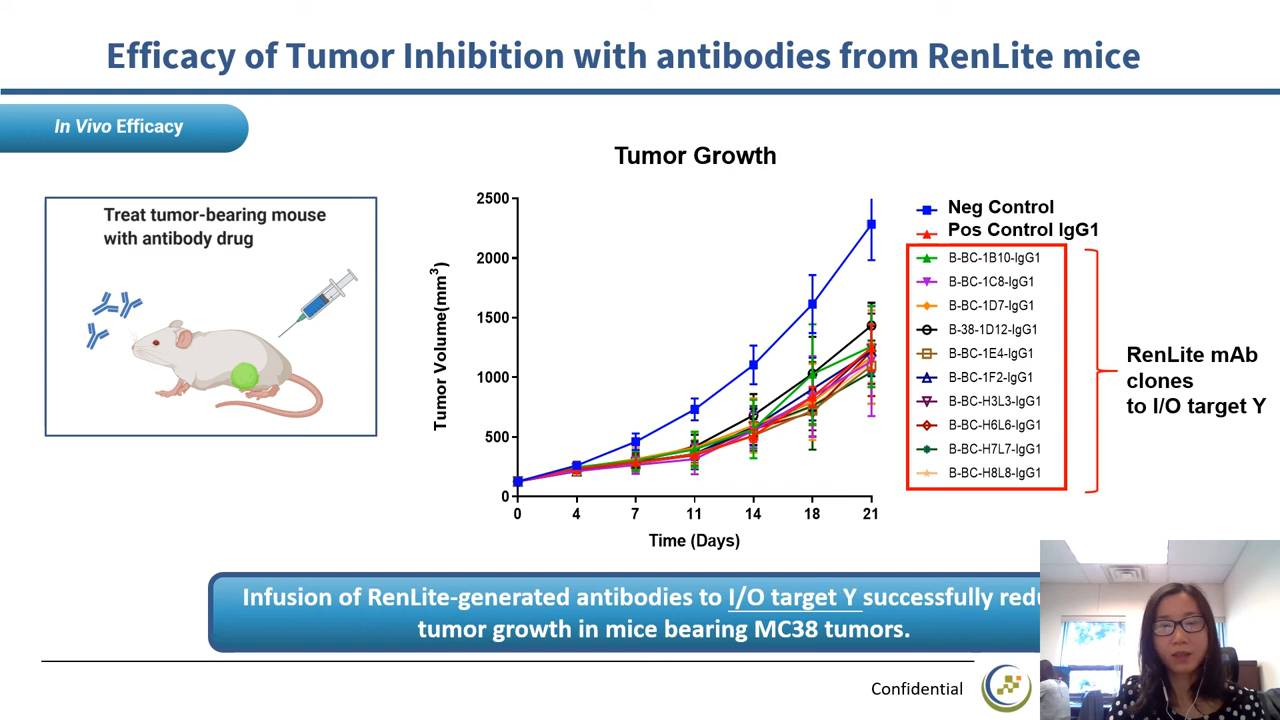 Efficacy of Tumor Inhibition with antibodies from RenLite mice
In Vivo Efficacy
Treat tumor-bearing mouse
with antibody drug
Tumor Growth
Tumor Volume(mm³)
2500
2000
1500
1000
500
0
0 4 7 11 14 18 21
Time (Days)
Neg Control
Pos Control IgG1
B-BC-1B10-IgG1
B-BC-1C8-IgG1
B-BC-1D7-IgG1
B-38-1D12-IgG1
B-BC-1E4-IgG1
B-BC-1F2-IgG1
B-BC-H3L3-IgG1
B-BC-H6L6-IgG1
B-BC-H7L7-IgG1
B-BC-H8L8-IgG1
RenLite mAb
clones
to I/O target Y
Infusion of RenLite-generated antibodies to I/O target Y successfully
tumor growth in mice bearing MC38 tumors.
Confidential